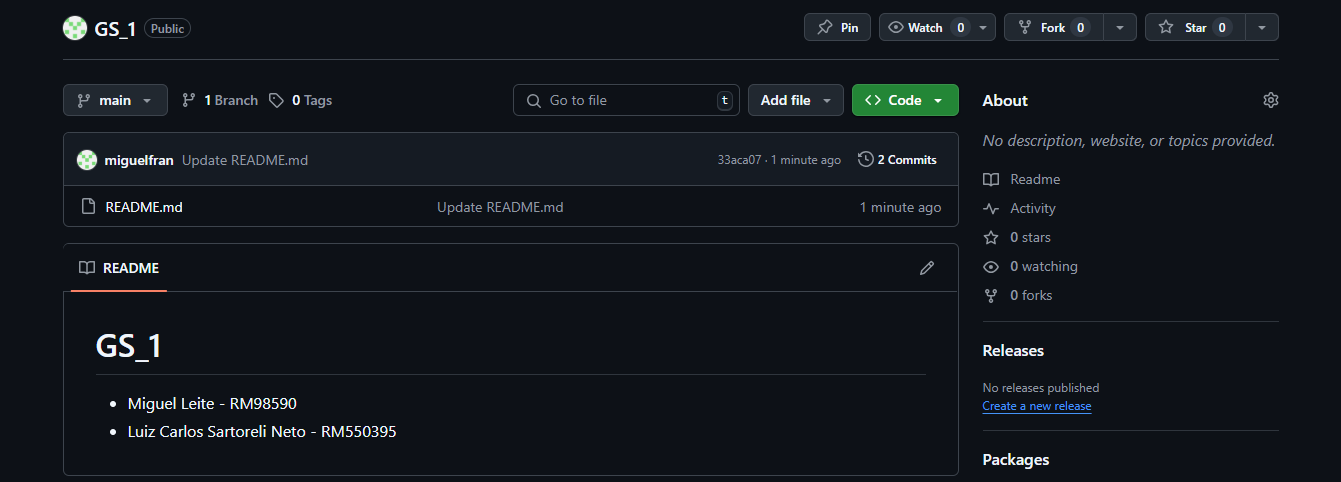 GS_1 Public
Pin Watch 0 Fork 0 Star 0
main 1 Branch 0 Tags Go to file t Add file Code
miguelfran Update README.md 33aca07 · 1 minute ago 2 Commits
README.md Update README.md 1 minute ago
README
GS_1
Miguel Leite - RM98590
Luiz Carlos Sartoreli Neto - RM550395
About
No description, website, or topics provided.
Readme
Activity
0 stars
0 watching
0 forks
Releases
No releases published
Create a new release
Packages